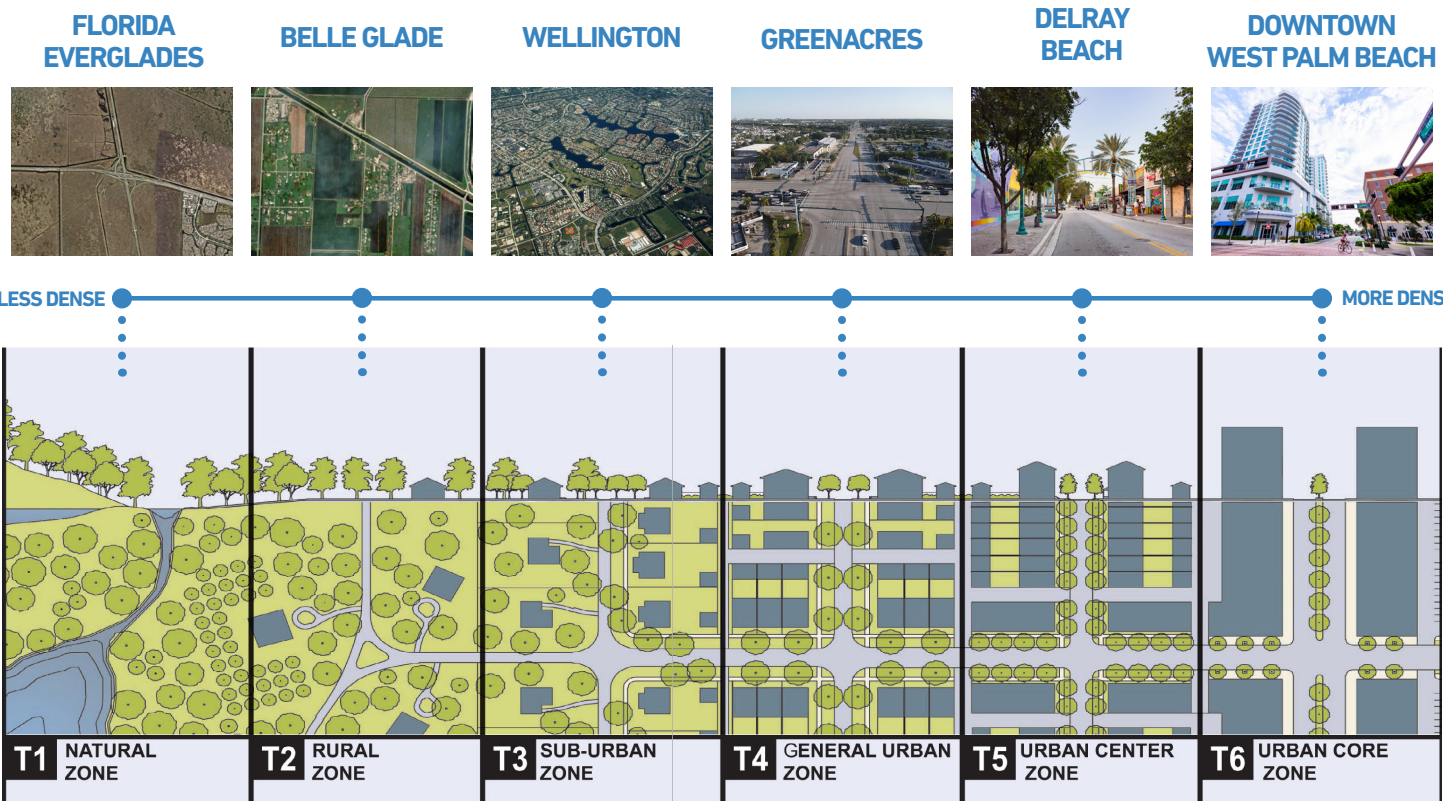 FLORIDA
EVERGLADES
BELLE GLADE
WELLINGTON
GREENACRES
DELRAY
BEACH
DOWNTOWN
WEST PALM BEACH
LESS DENSE
MORE DENS
T1 NATURAL
ZONE
T2 RURAL
ZONE
T3 SUB-URBAN
ZONE
T4 GENERAL URBAN
ZONE
T5 URBAN CENTER
ZONE
T6 URBAN CORE
ZONE